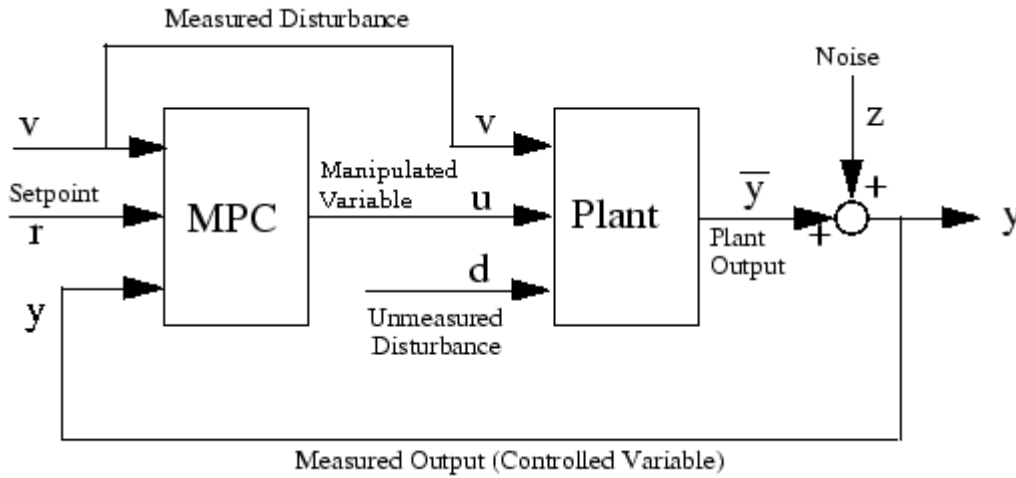 Measured Disturbance
Noise
v
v
z
Setpoint
Manipulated
Variable
y̅
+
r
MPC
u
Plant
+
y
Plant
Output
d
y
Unmeasured
Disturbance
Measured Output (Controlled Variable)